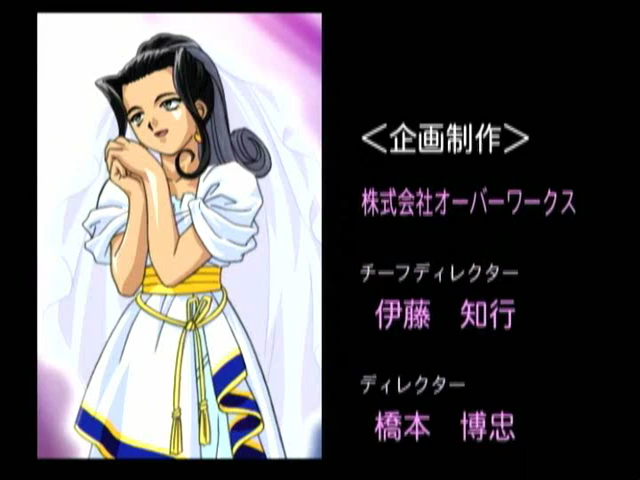 ＜企画制作＞
株式会社オーバーワークス
チーフディレクター
伊藤　知行
ディレクター
橋本　博忠